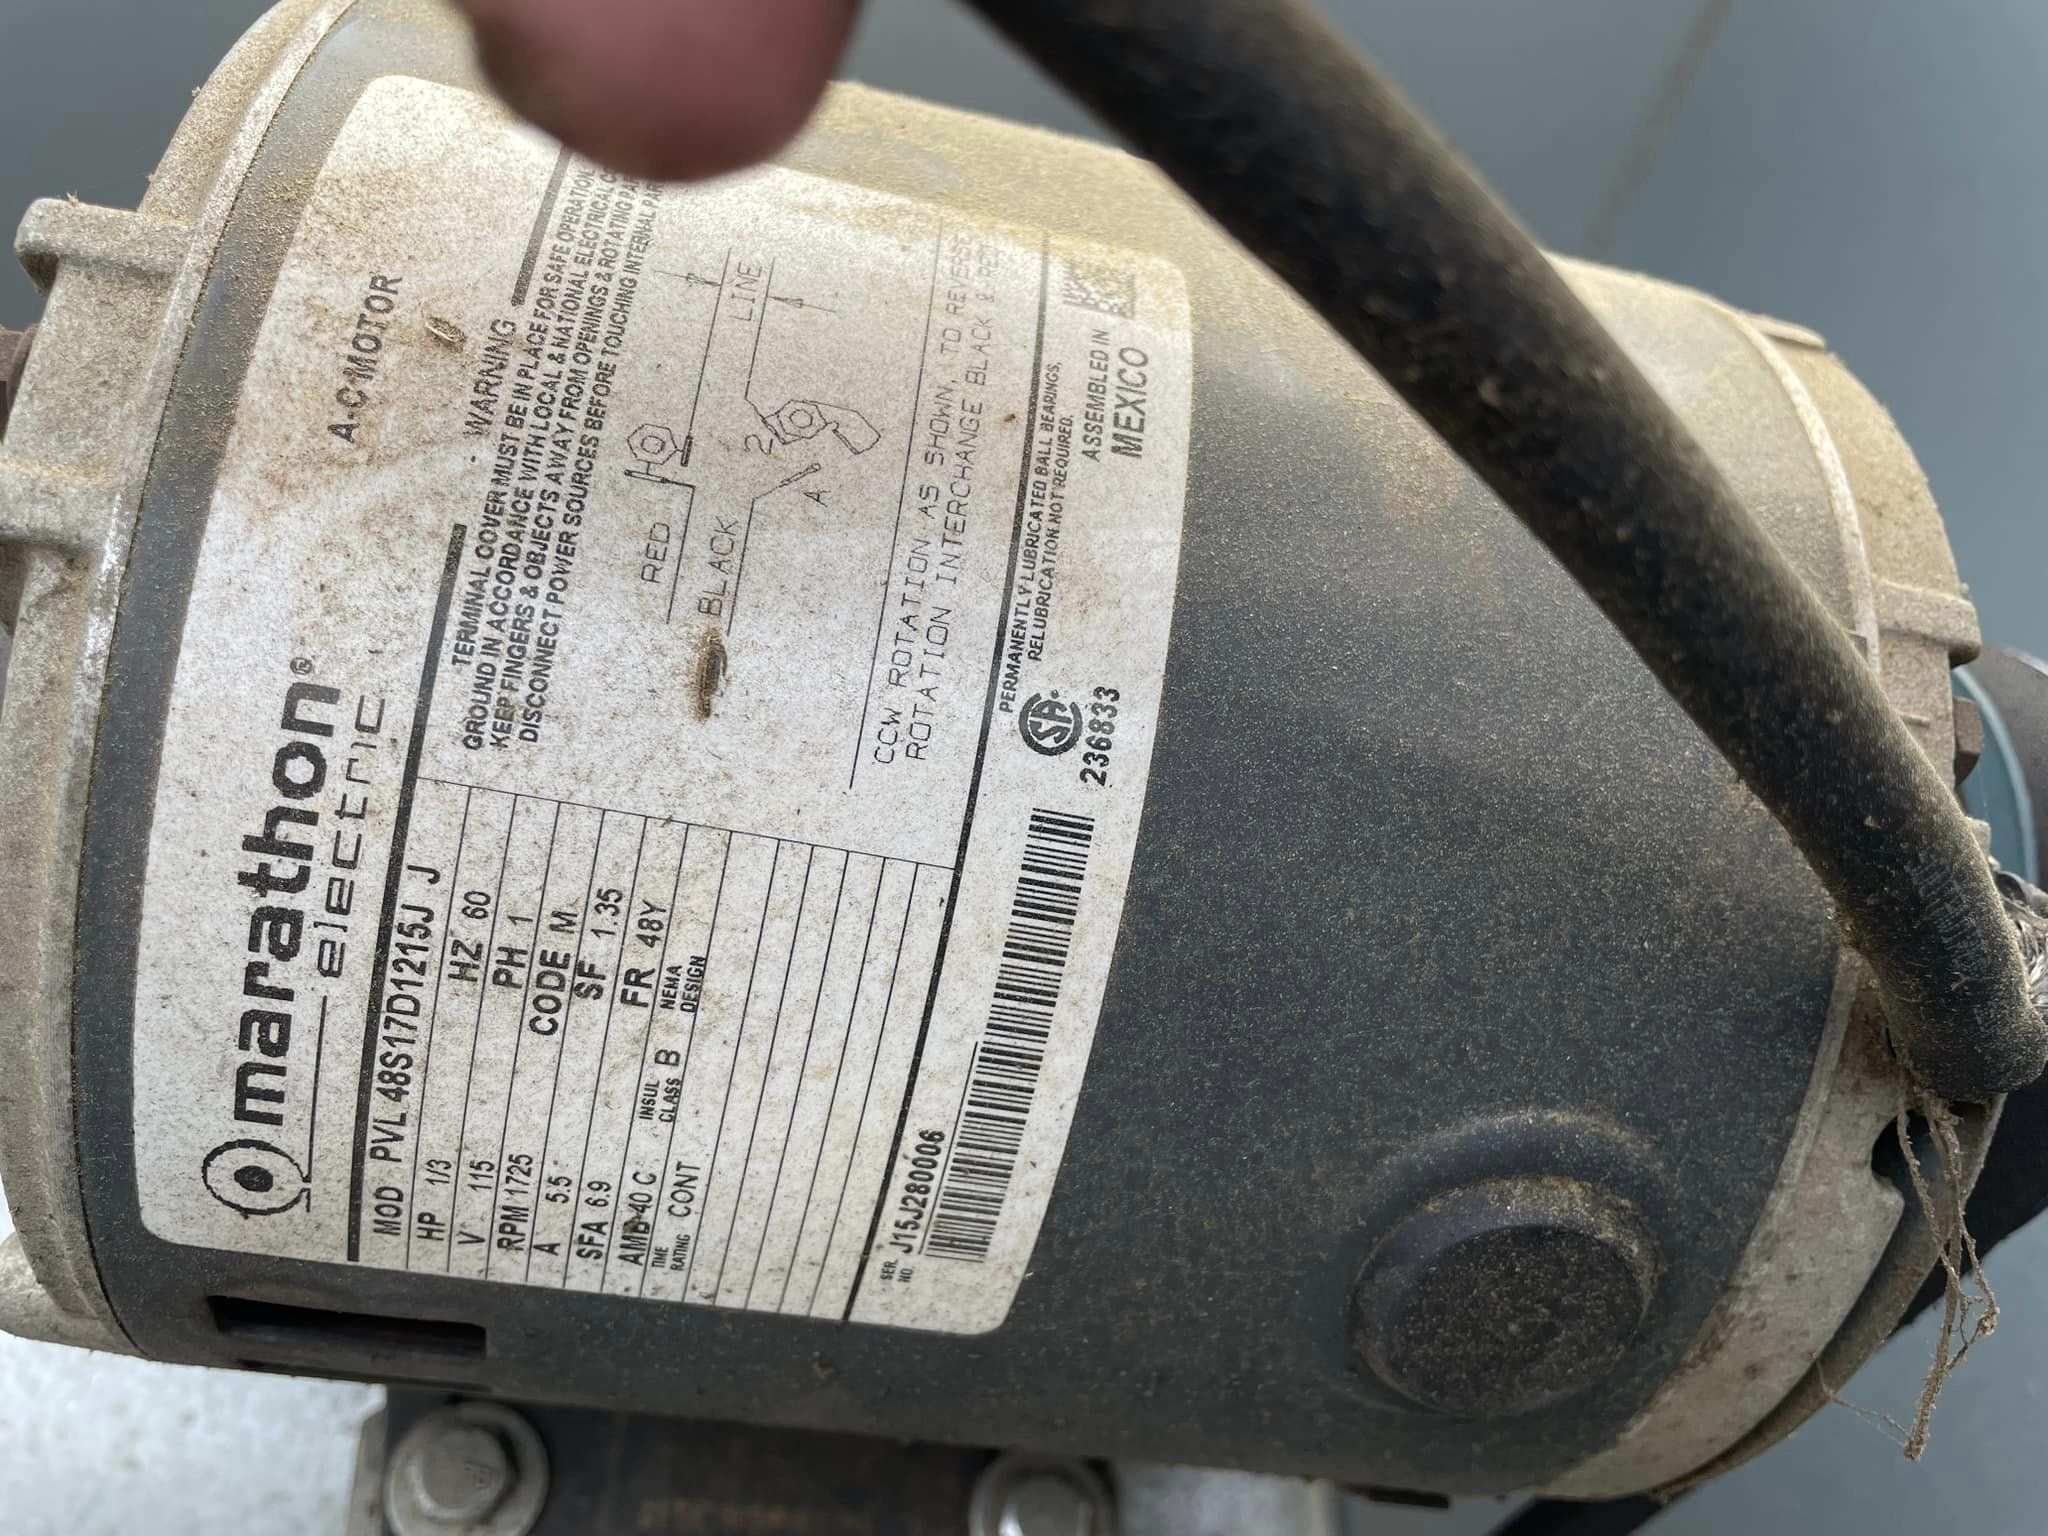 marathon®
electric
A-C MOTOR
MOD PVL 48S17D1215J J
HP 1/3 HZ 60
V 115 PH 1
RPM 1725 CODE M
A 5.5 SF 1.35
SFA 6.9 FR 48Y
AMB 40 C INSUL CLASS B NEMA DESIGN
TIME RATING CONT
- WARNING
TERMINAL COVER MUST BE IN PLACE FOR SAFE OPERATION
GROUND IN ACCORDANCE WITH LOCAL & NATIONAL ELECTRICAL
KEEP FINGERS & OBJECTS AWAY FROM OPENINGS & ROTATING
DISCONNECT POWER SOURCES BEFORE TOUCHING INTERNAL
RED
LINE
BLACK
2
A
CCW ROTATION AS SHOWN, TO REVERSE
ROTATION INTERCHANGE BLACK &
PERMANENTLY LUBRICATED BALL BEARINGS,
RELUBRICATION NOT REQUIRED.
SER. NO. J15J280006
SA
2368833
ASSEMBLED IN
MEXICO